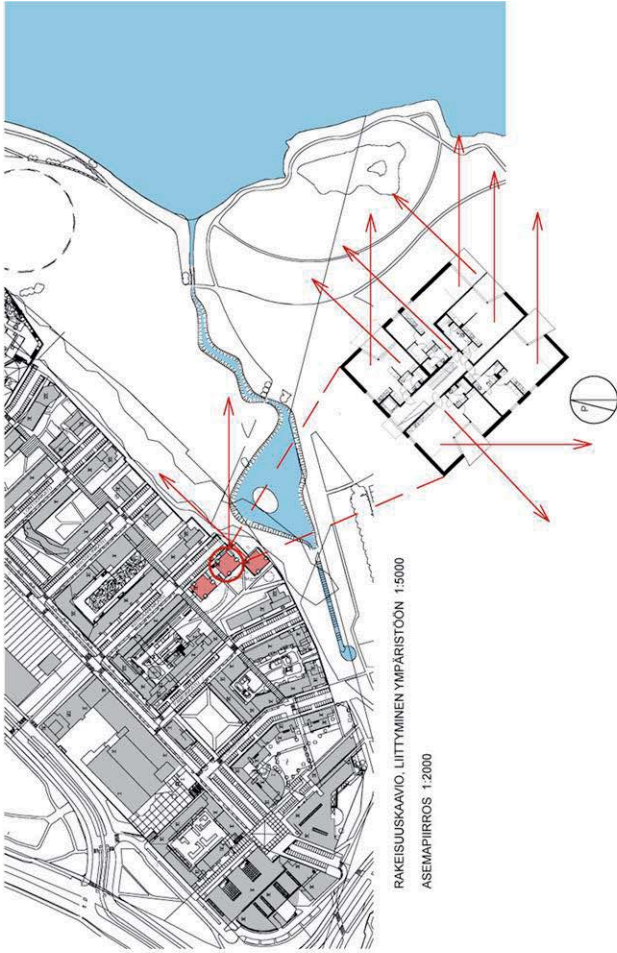 RAKEISUUSKAAVIO, LIITTYMINEN YMPÄRISTÖÖN 1:5000
ASEMAPIIRROS 1:2000
P